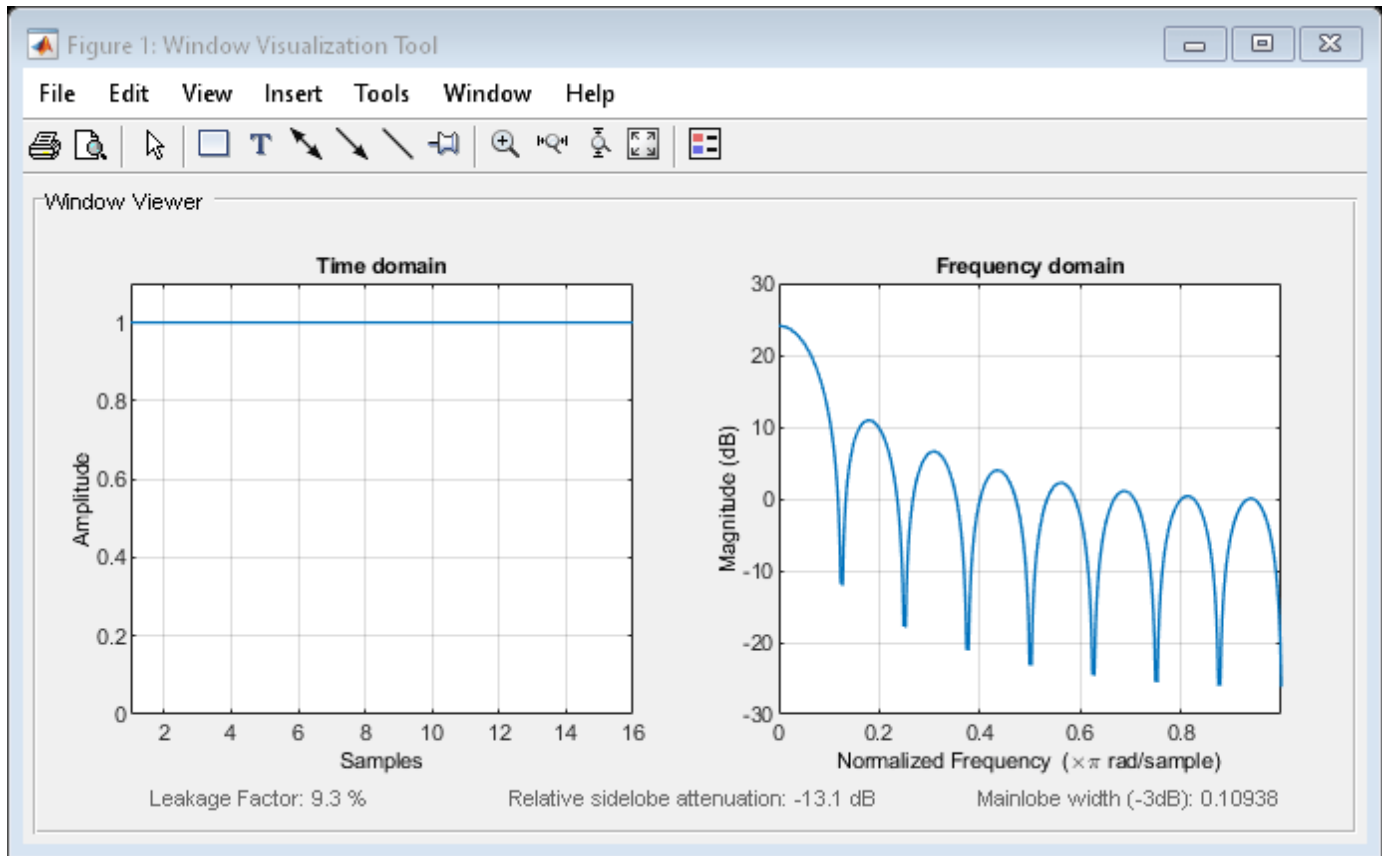 Figure 1: Window Visualization Tool
File Edit View Insert Tools Window Help
T
Window Viewer
Time domain
1
0.8
0.6
0.4
0.2
0
Amplitude
2 4 6 8 10 12 14 16
Samples
Frequency domain
30
20
10
0
-10
-20
-30
Magnitude (dB)
0 0.2 0.4 0.6 0.8
Normalized Frequency (×π rad/sample)
Leakage Factor: 9.3 % Relative sidelobe attenuation: -13.1 dB Mainlobe width (-3dB): 0.10938